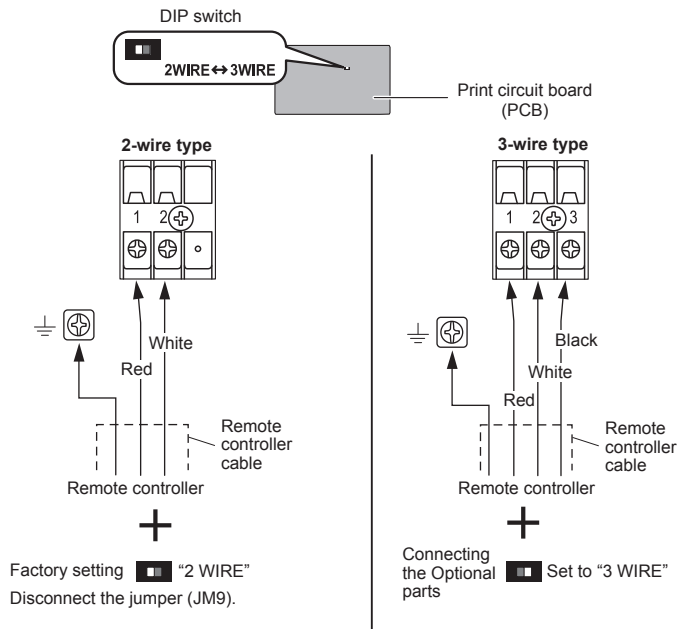 DIP switch
2WIRE↔3WIRE
Print circuit board
(PCB)
2-wire type
1 2
White
Red
Remote
controller
cable
Remote controller
+
Factory setting "2 WIRE"
Disconnect the jumper (JM9).
3-wire type
1 2 3
Black
White
Red
Remote
controller
cable
Remote controller
+
Connecting
the Optional Set to "3 WIRE"
parts